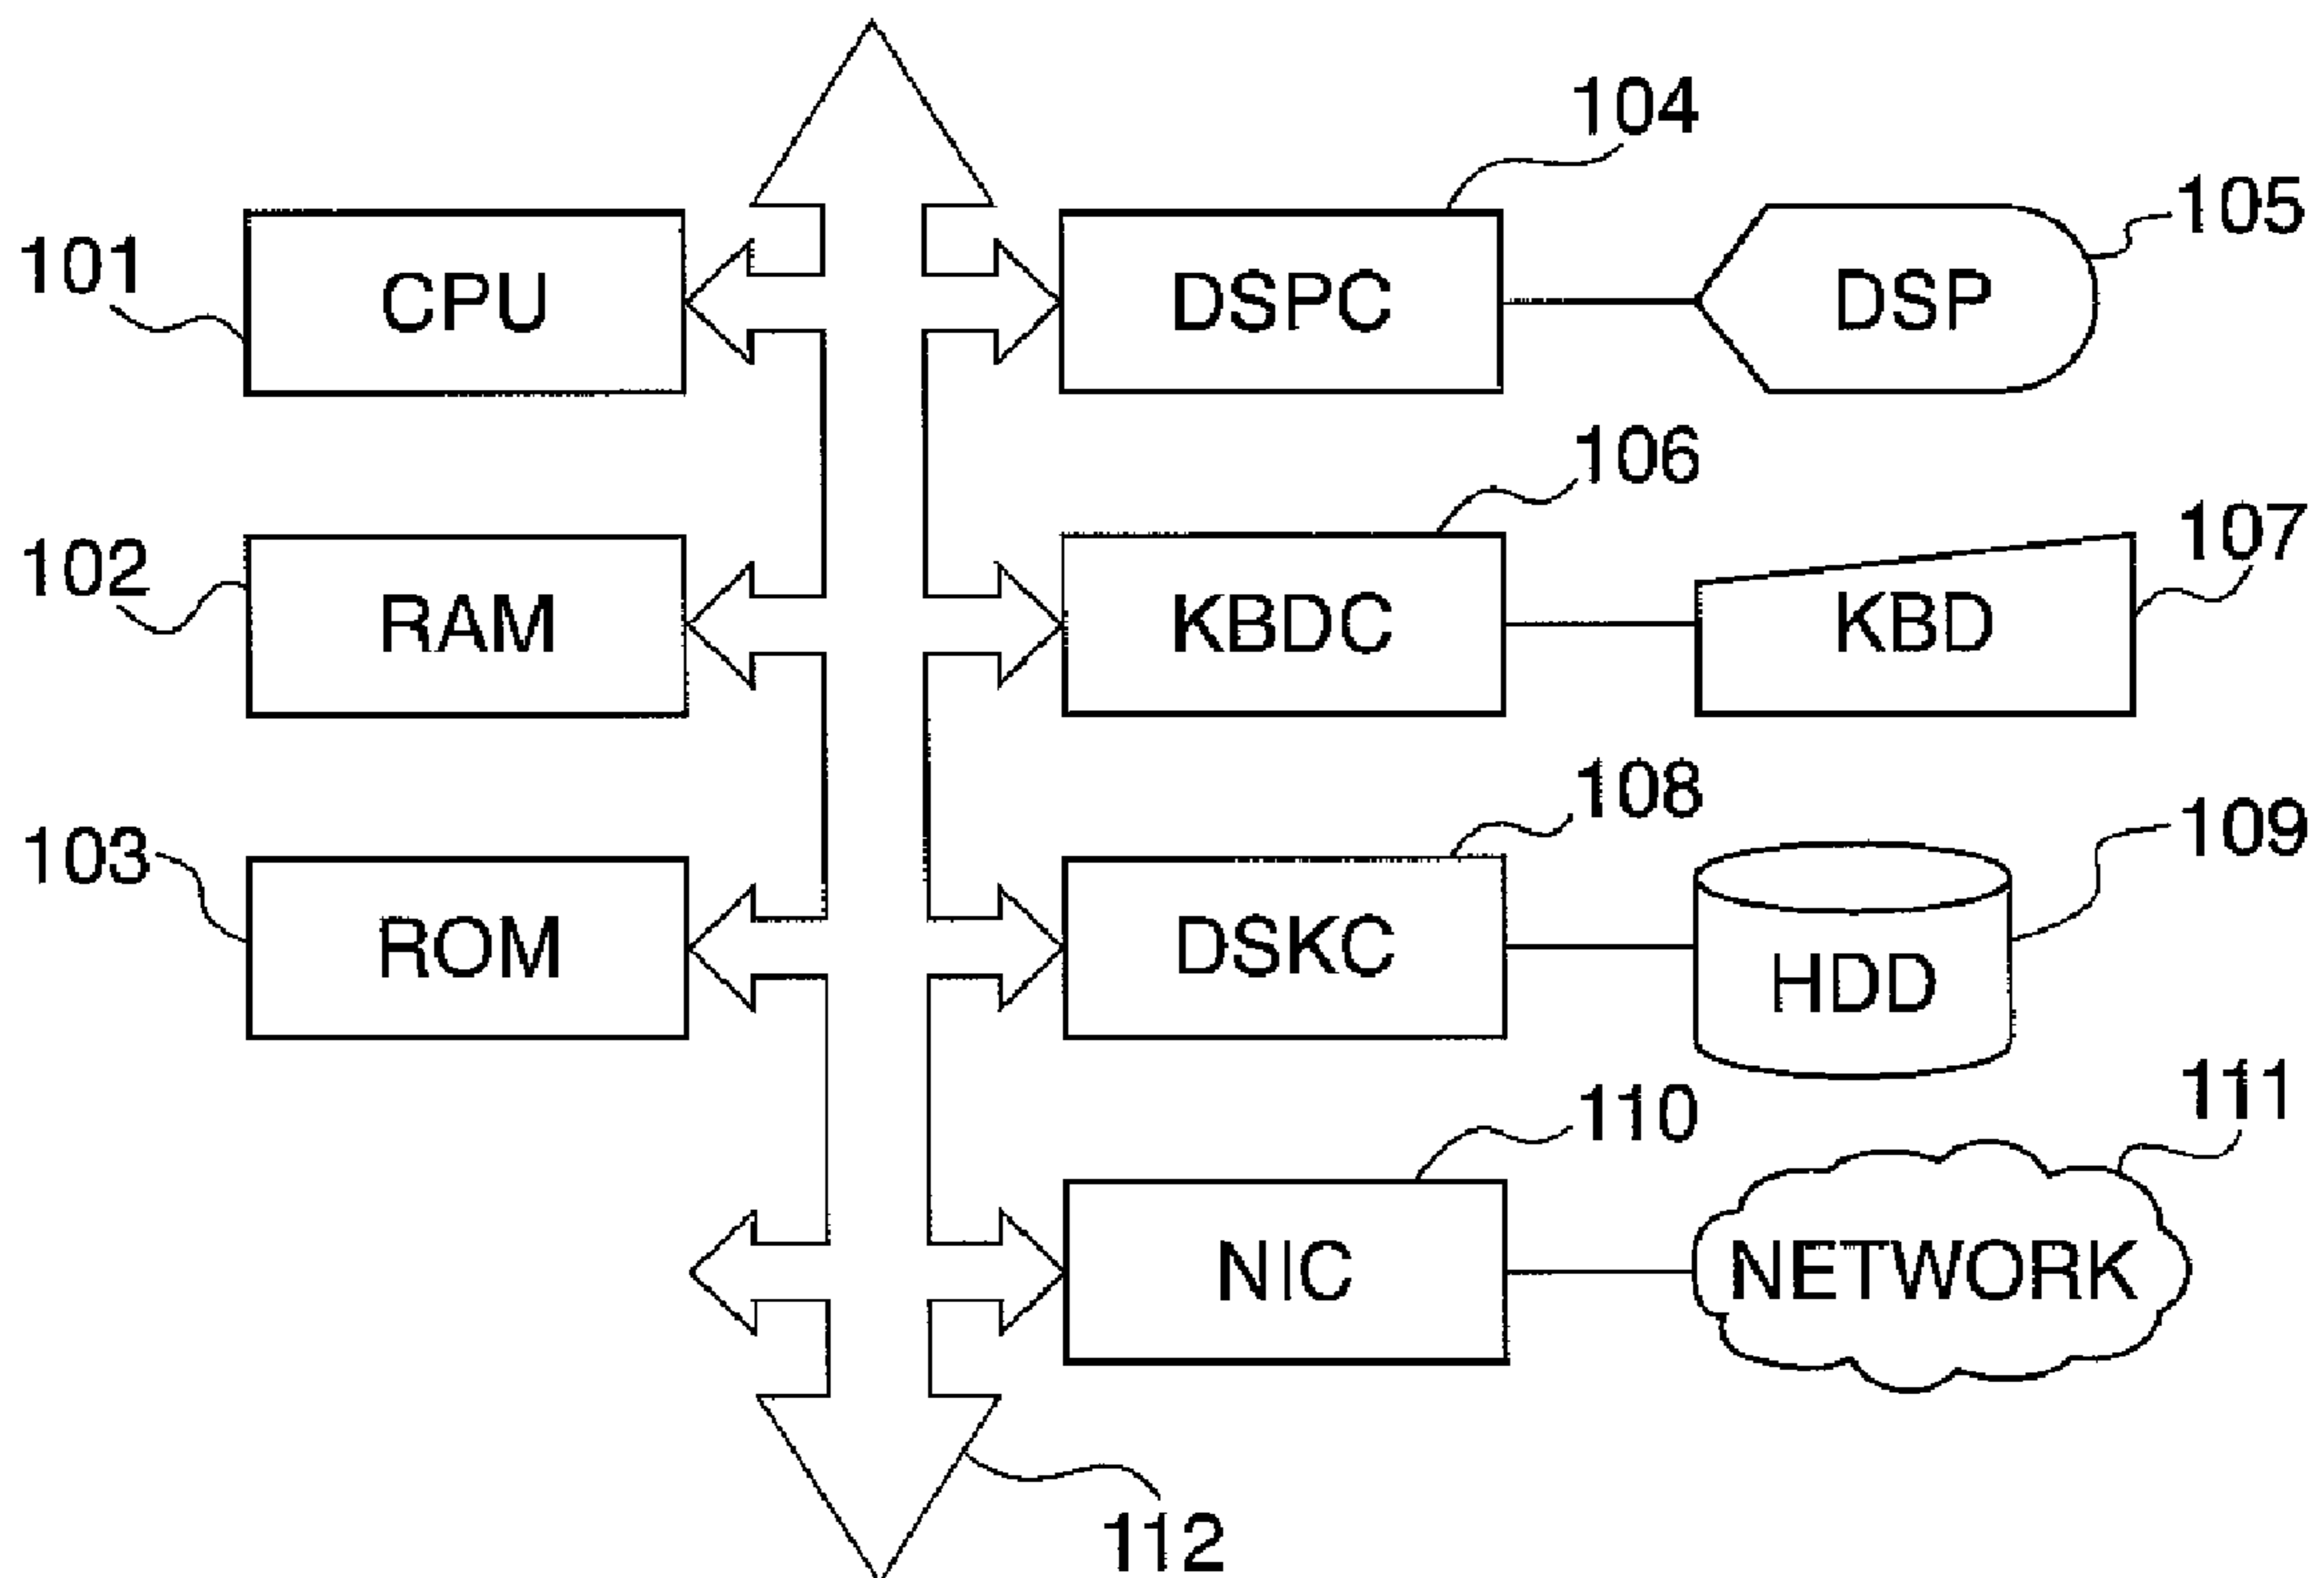 104
105
101
CPU
DSPC
DSP
106
107
102
RAM
KBDC
KBD
108
109
103
ROM
DSKC
HDD
110
111
NIC
NETWORK
112